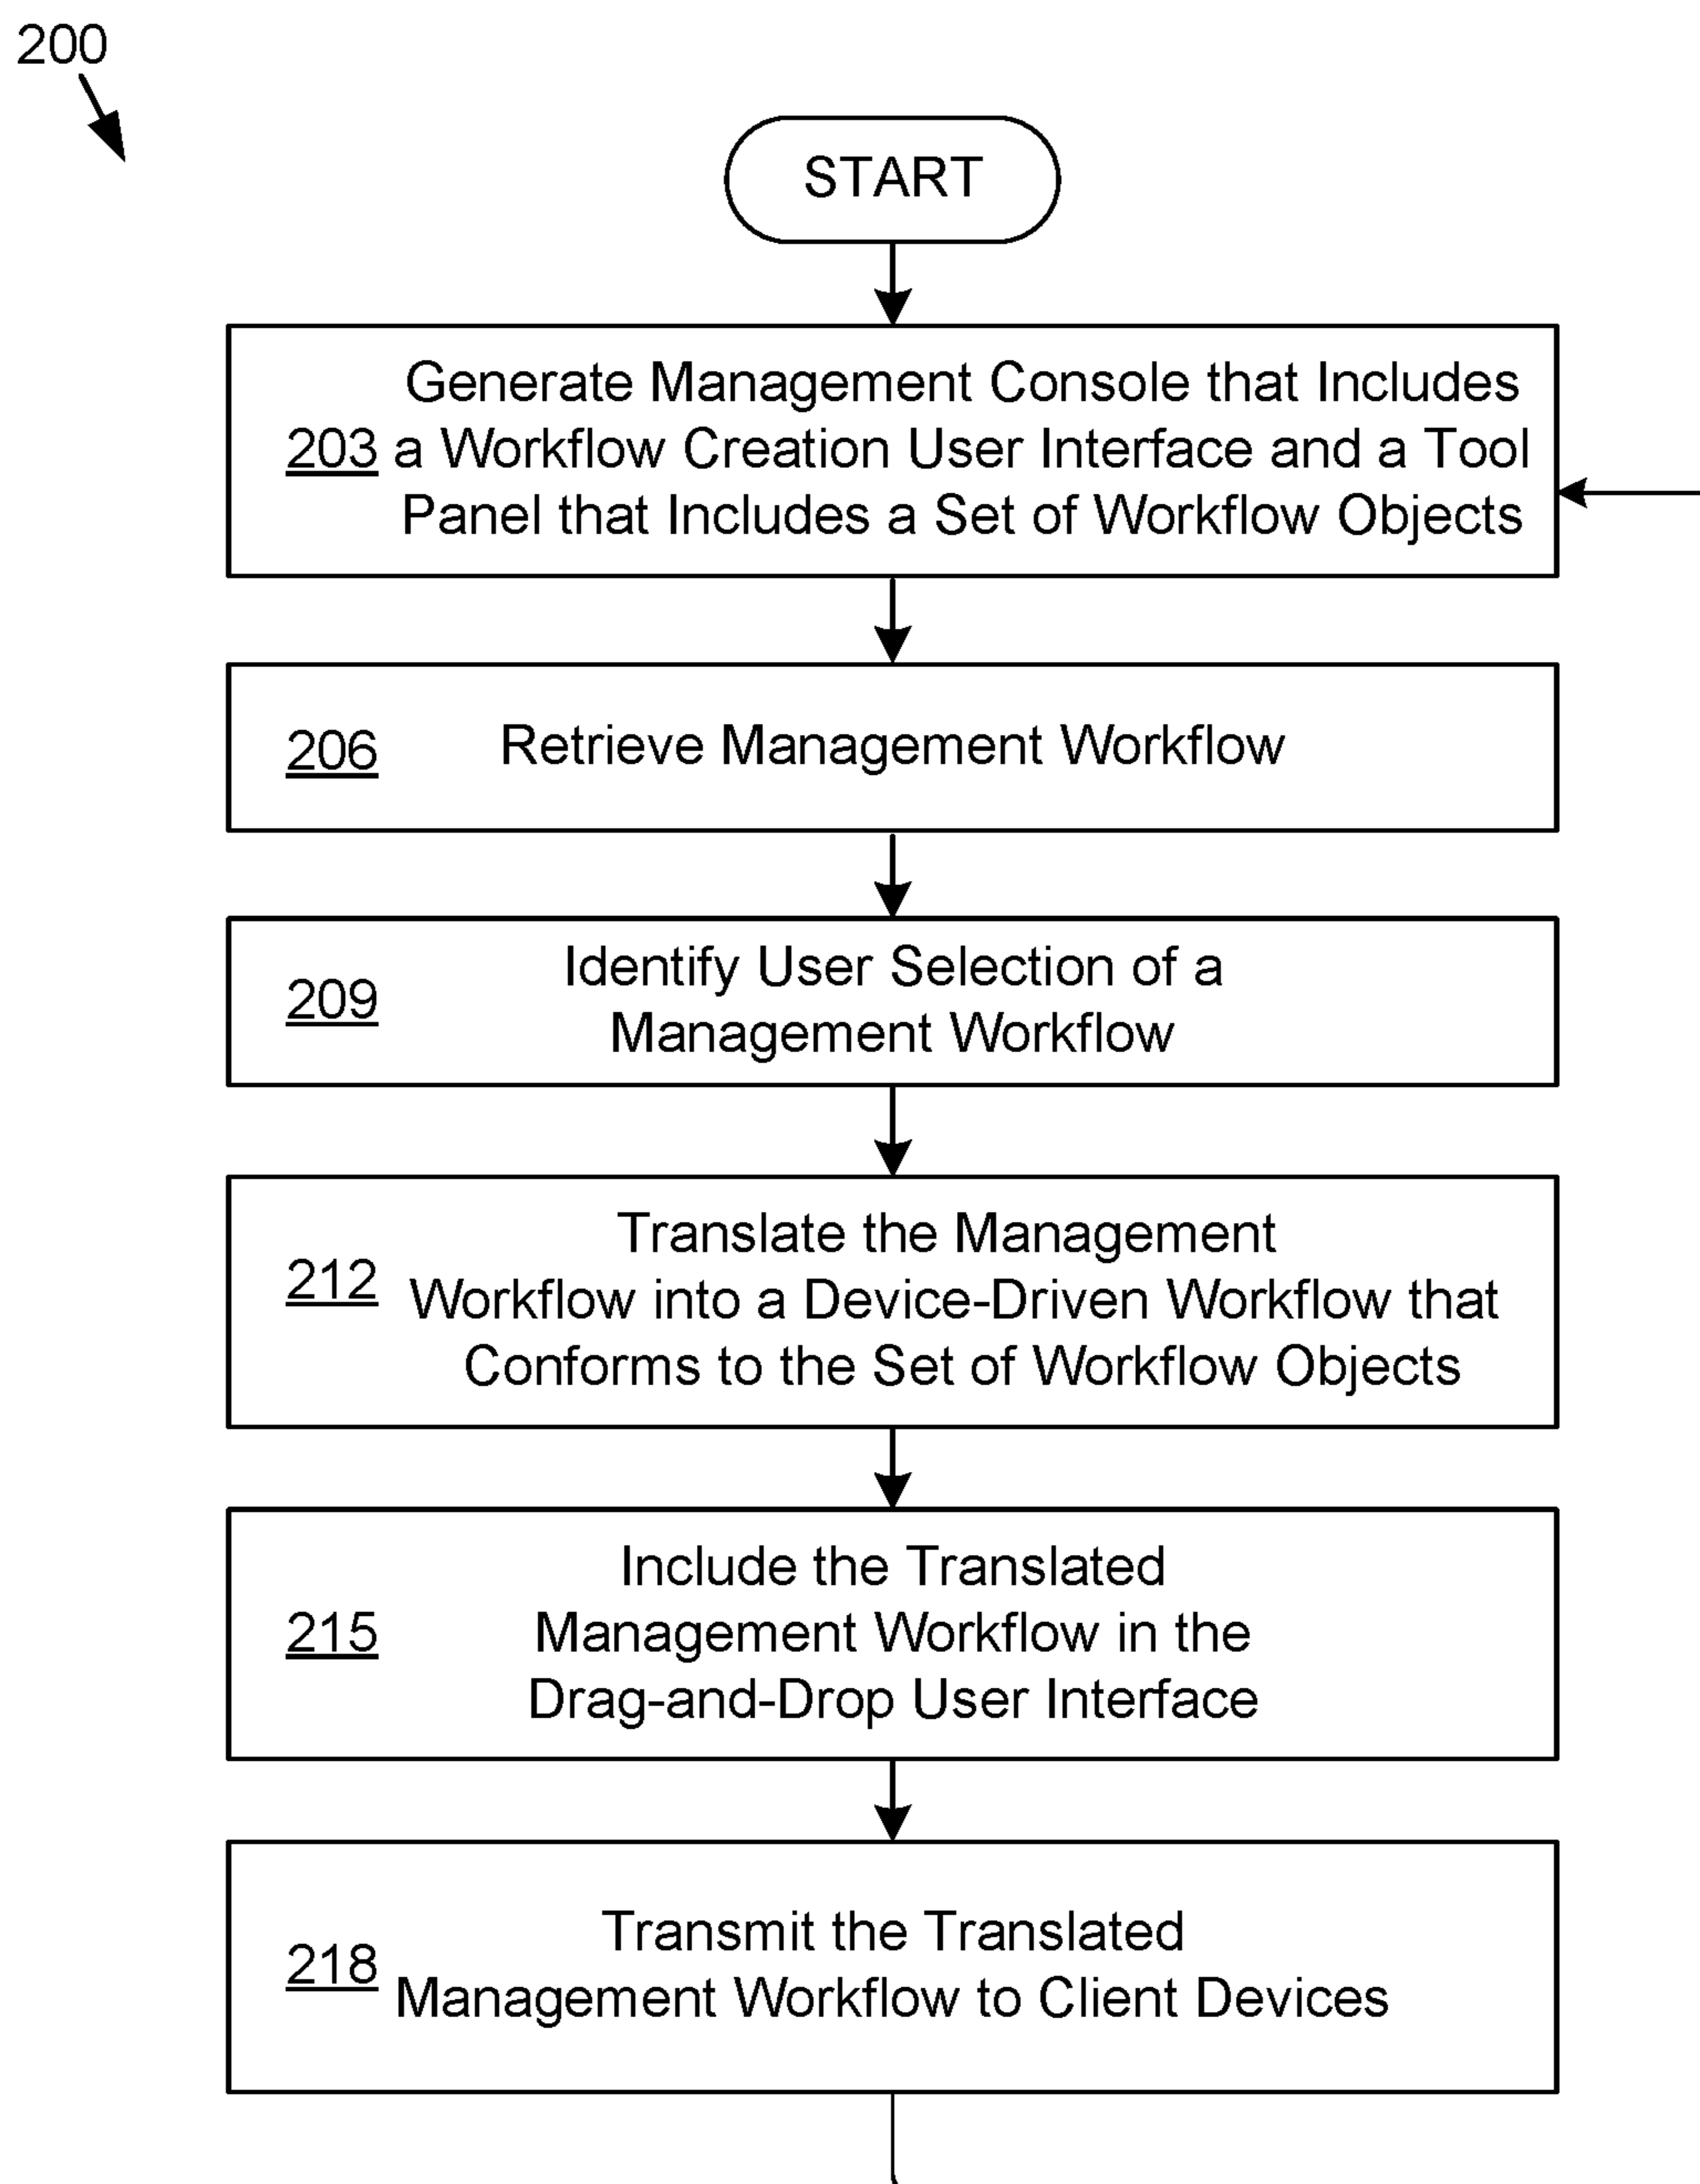 200
START
Generate Management Console that Includes
203 a Workflow Creation User Interface and a Tool
Panel that Includes a Set of Workflow Objects
206 Retrieve Management Workflow
Identify User Selection of a
209
Management Workflow
Translate the Management
212 Workflow into a Device-Driven Workflow that
Conforms to the Set of Workflow Objects
Include the Translated
215 Management Workflow in the
Drag-and-Drop User Interface
Transmit the Translated
218
Management Workflow to Client Devices